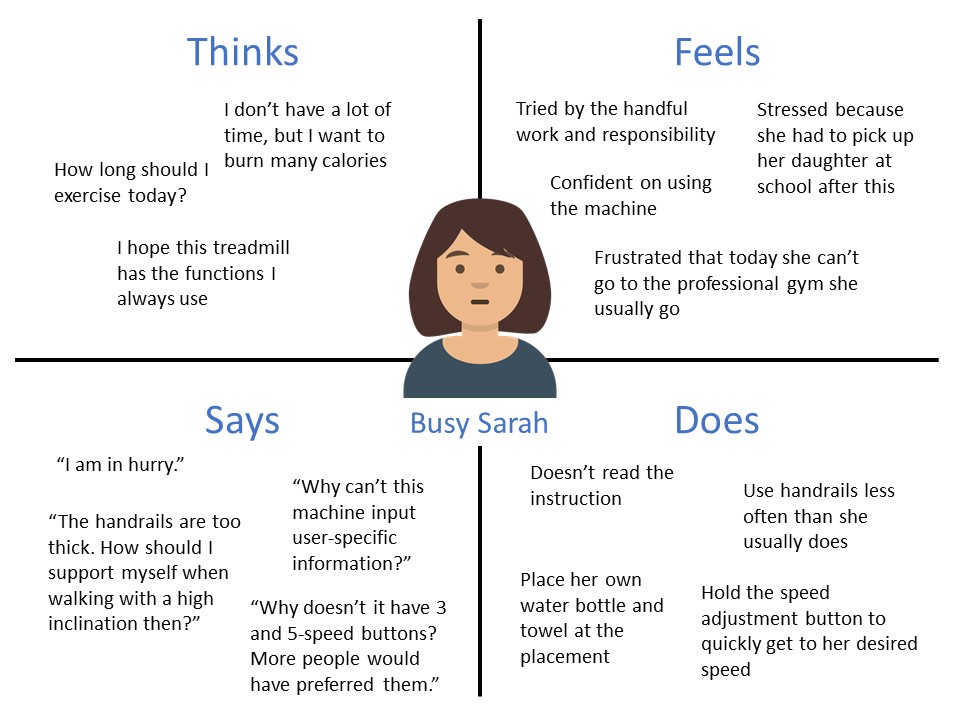 Thinks
I don’t have a lot of
time, but I want to
burn many calories
How long should I
exercise today?
I hope this treadmill
has the functions I
always use
Feels
Tried by the handful
work and responsibility
Stressed because
she had to pick up
her daughter at
school after this
Confident on using
the machine
Frustrated that today she can’t
go to the professional gym she
usually go
Busy Sarah
Says
“I am in hurry.”
“Why can’t this
machine input
user-specific
information?”
“The handrails are too
thick. How should I
support myself when
walking with a high
inclination then?”
“Why doesn’t it have 3
and 5-speed buttons?
More people would
have preferred them.”
Does
Doesn’t read the
instruction
Use handrails less
often than she
usually does
Place her own
water bottle and
towel at the
placement
Hold the speed
adjustment button to
quickly get to her desired
speed